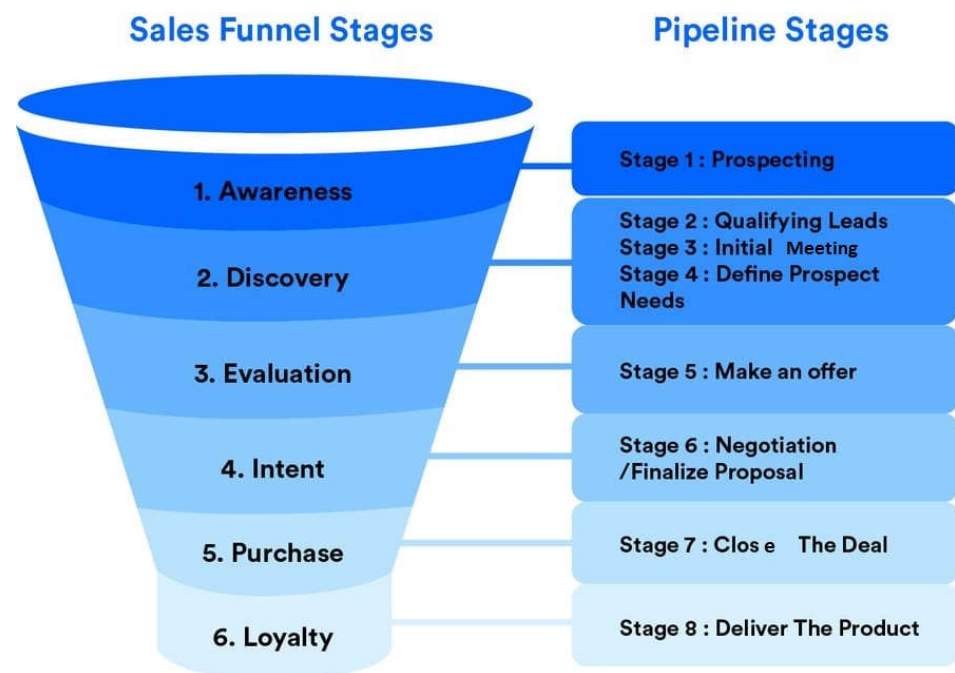 Sales Funnel Stages
Pipeline Stages
1. Awareness
2. Discovery
3. Evaluation
4. Intent
5. Purchase
6. Loyalty
Stage 1 : Prospecting
Stage 2 : Qualifying Leads
Stage 3 : Initial Meeting
Stage 4 : Define Prospect
Needs
Stage 5 : Make an offer
Stage 6 : Negotiation
/Finalize Proposal
Stage 7 : Clos e The Deal
Stage 8 : Deliver The Product